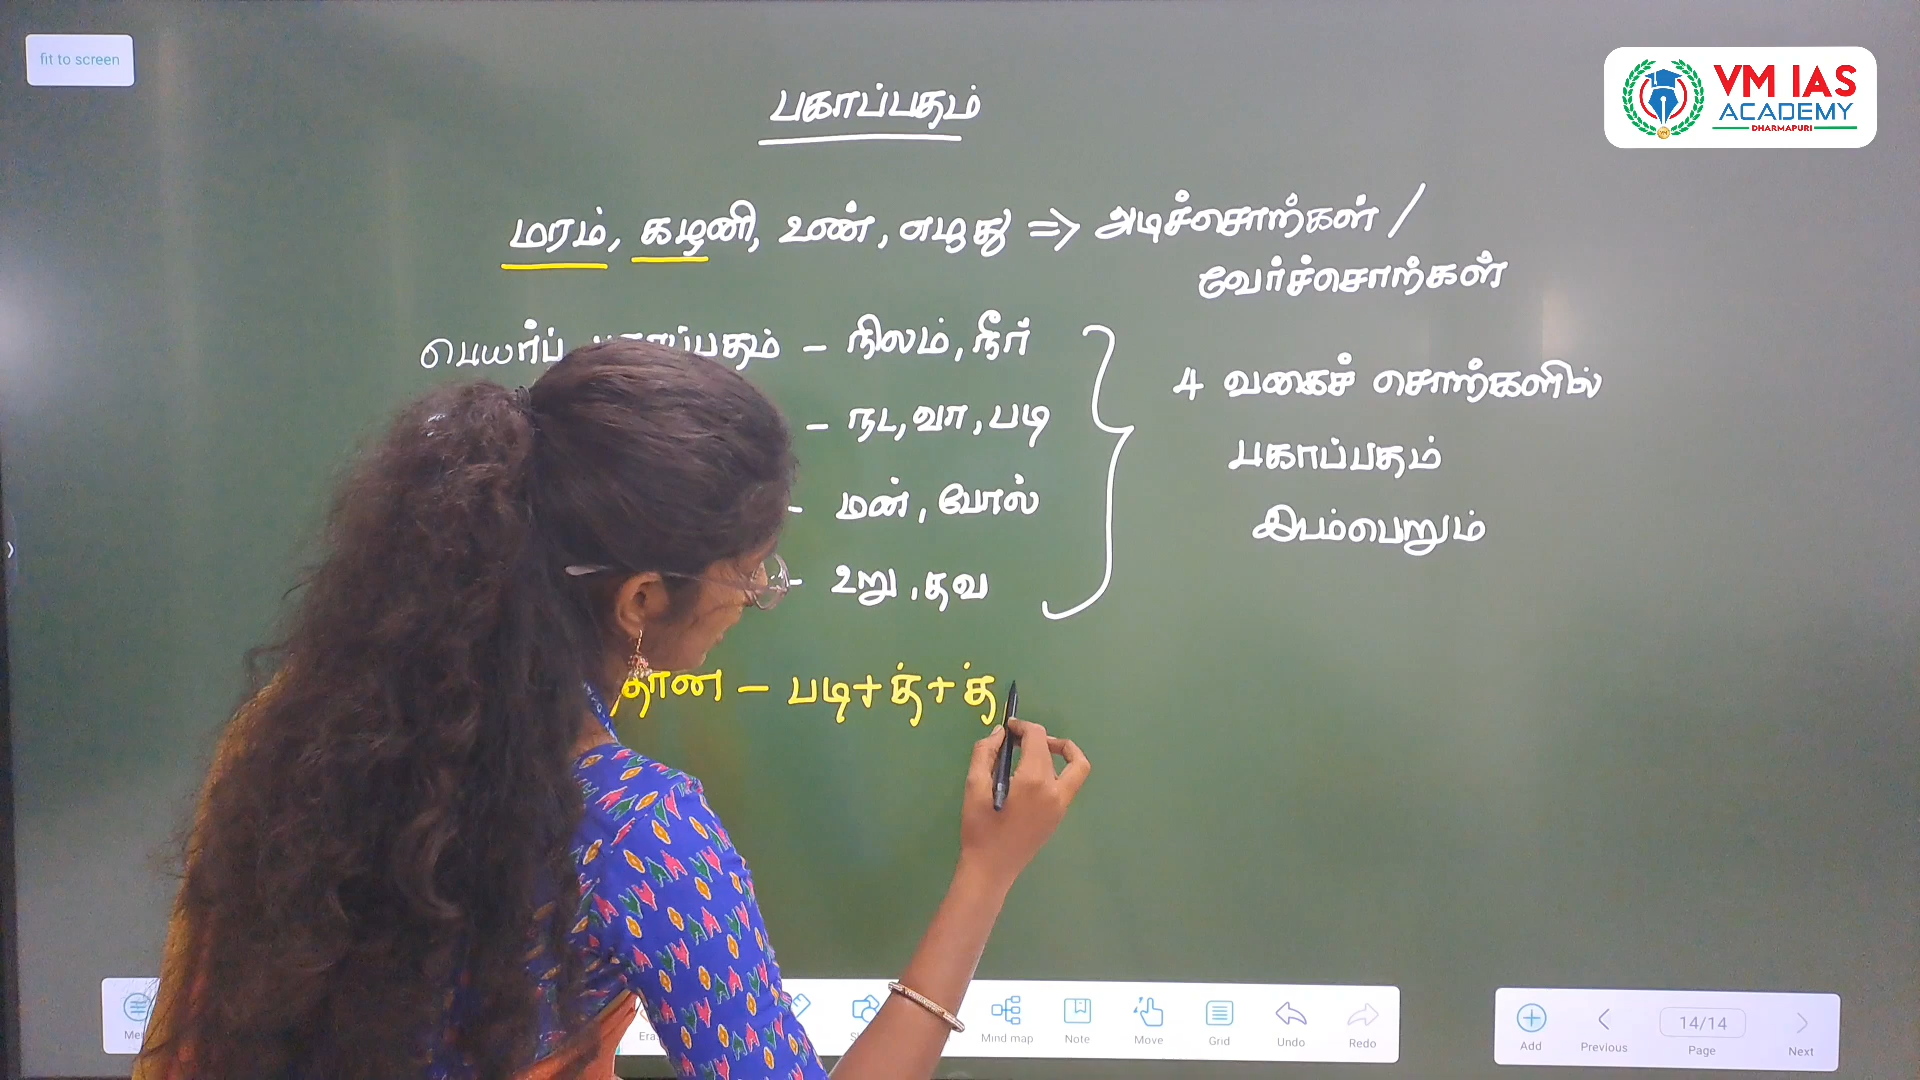 fit to screen
VM IAS
ACADEMY
DHARMAPURI
பகாப்பதம்
மரம், கழனி, உண், எழுது => அடிச்சொற்கள் /
வேர்ச்சொற்கள்
பெயர்ப் பகாப்பதம் - நிலம், நீர்
- நட, வா, படி
- மன், போல்
- உறு, தவ
4 வகைச் சொற்களில்
பகாப்பதம்
இடம்பெறும்
- படி + த் + த
Mind map
Note
Move
Grid
Undo
Redo
Add
Previous
14/14
Page
Next